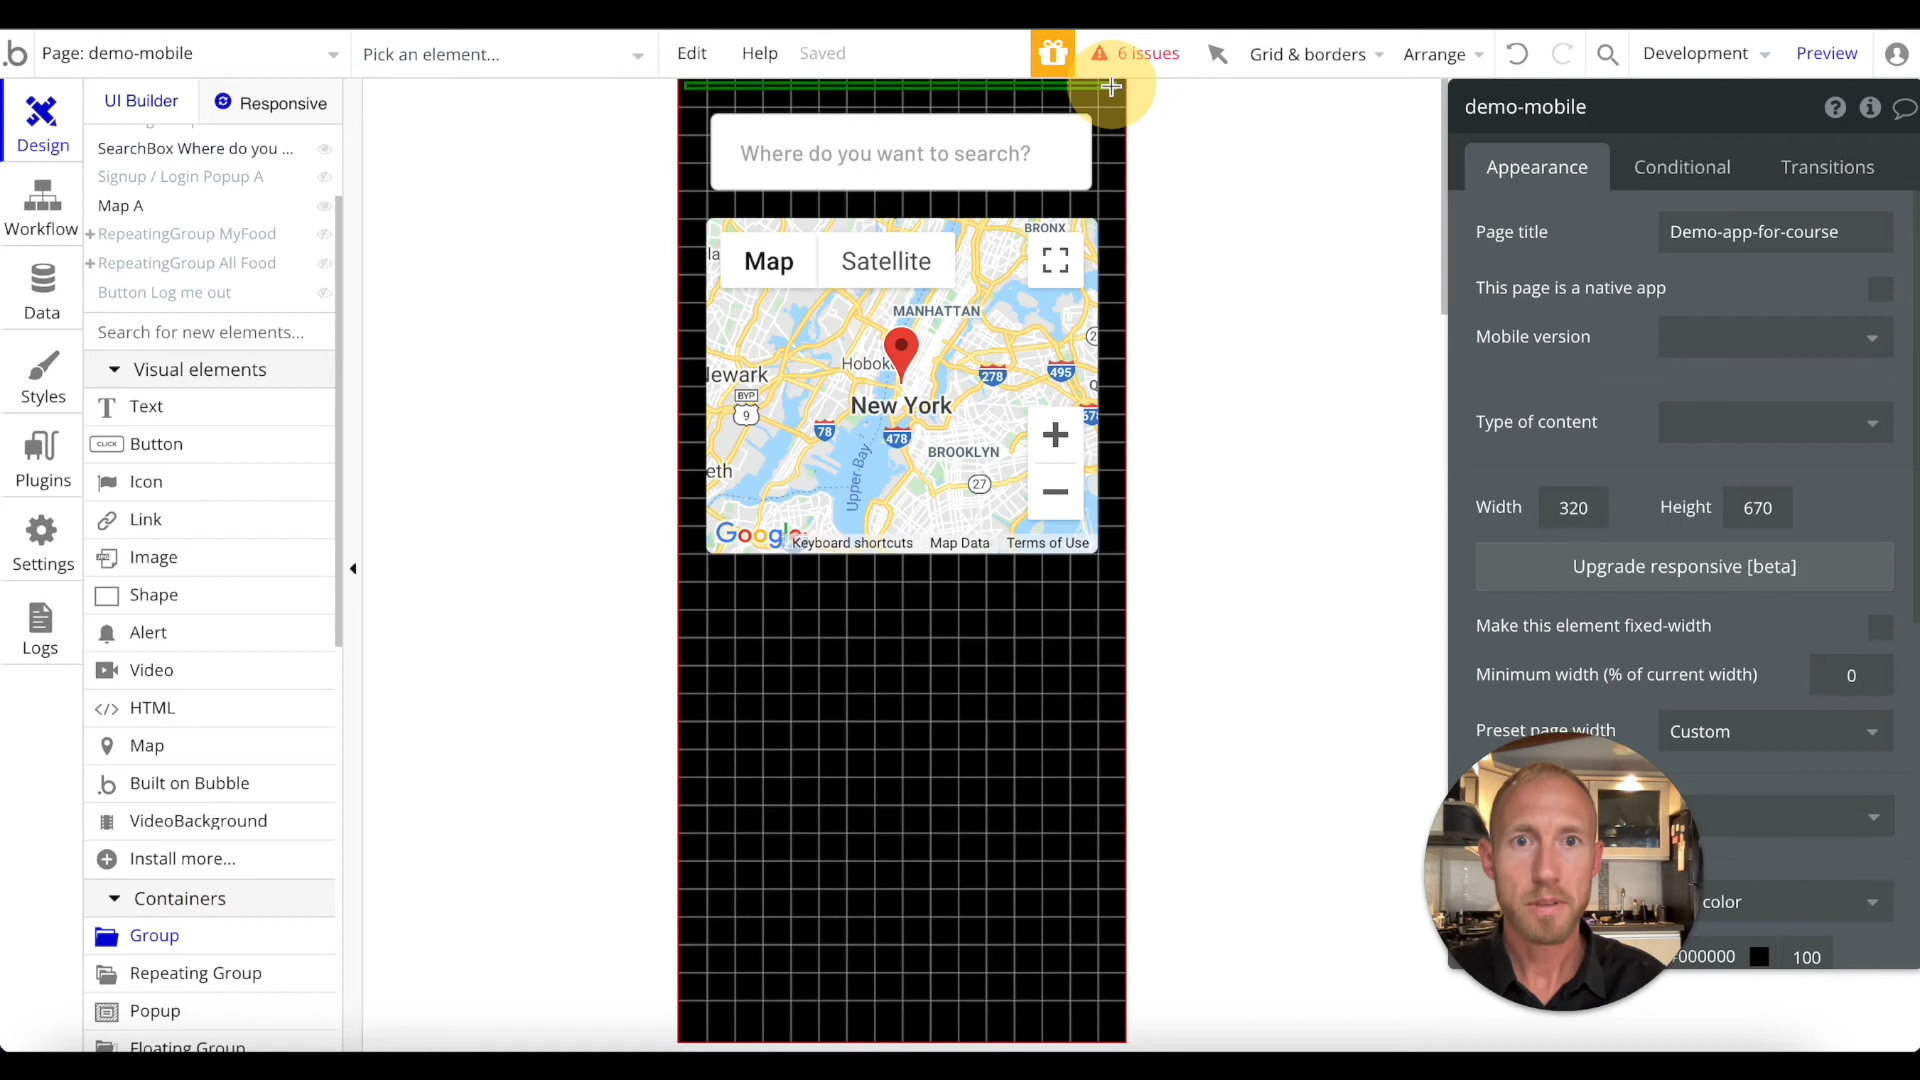 .b Page: demo-mobile
Pick an element...
Edit
Help
Saved
6 issues
Grid & borders
Arrange
Development
Preview
UI Builder
Responsive
Design
Workflow
Data
Styles
Plugins
Settings
Logs
SearchBox Where do you ...
Signup / Login Popup A
Map A
RepeatingGroup MyFood
RepeatingGroup All Food
Button Log me out
Search for new elements...
Visual elements
Text
CLICK Button
Icon
Link
Image
Shape
Alert
Video
HTML
Map
Built on Bubble
VideoBackground
Install more...
Containers
Group
Repeating Group
Popup
Floating Group
Where do you want to search?
Map
Satellite
BRONX
MANHATTAN
Hobok
ewark
278
495
BYP
9
New York
78
478
BROOKLYN
27
eth
Upper Bay
Google
Keyboard shortcuts
Map Data
Terms of Use
demo-mobile
Appearance
Conditional
Transitions
Page title
Demo-app-for-course
This page is a native app
Mobile version
Type of content
Width 320
Height 670
Upgrade responsive [beta]
Make this element fixed-width
Minimum width (% of current width) 0
Preset page width
Custom
color
#000000
100